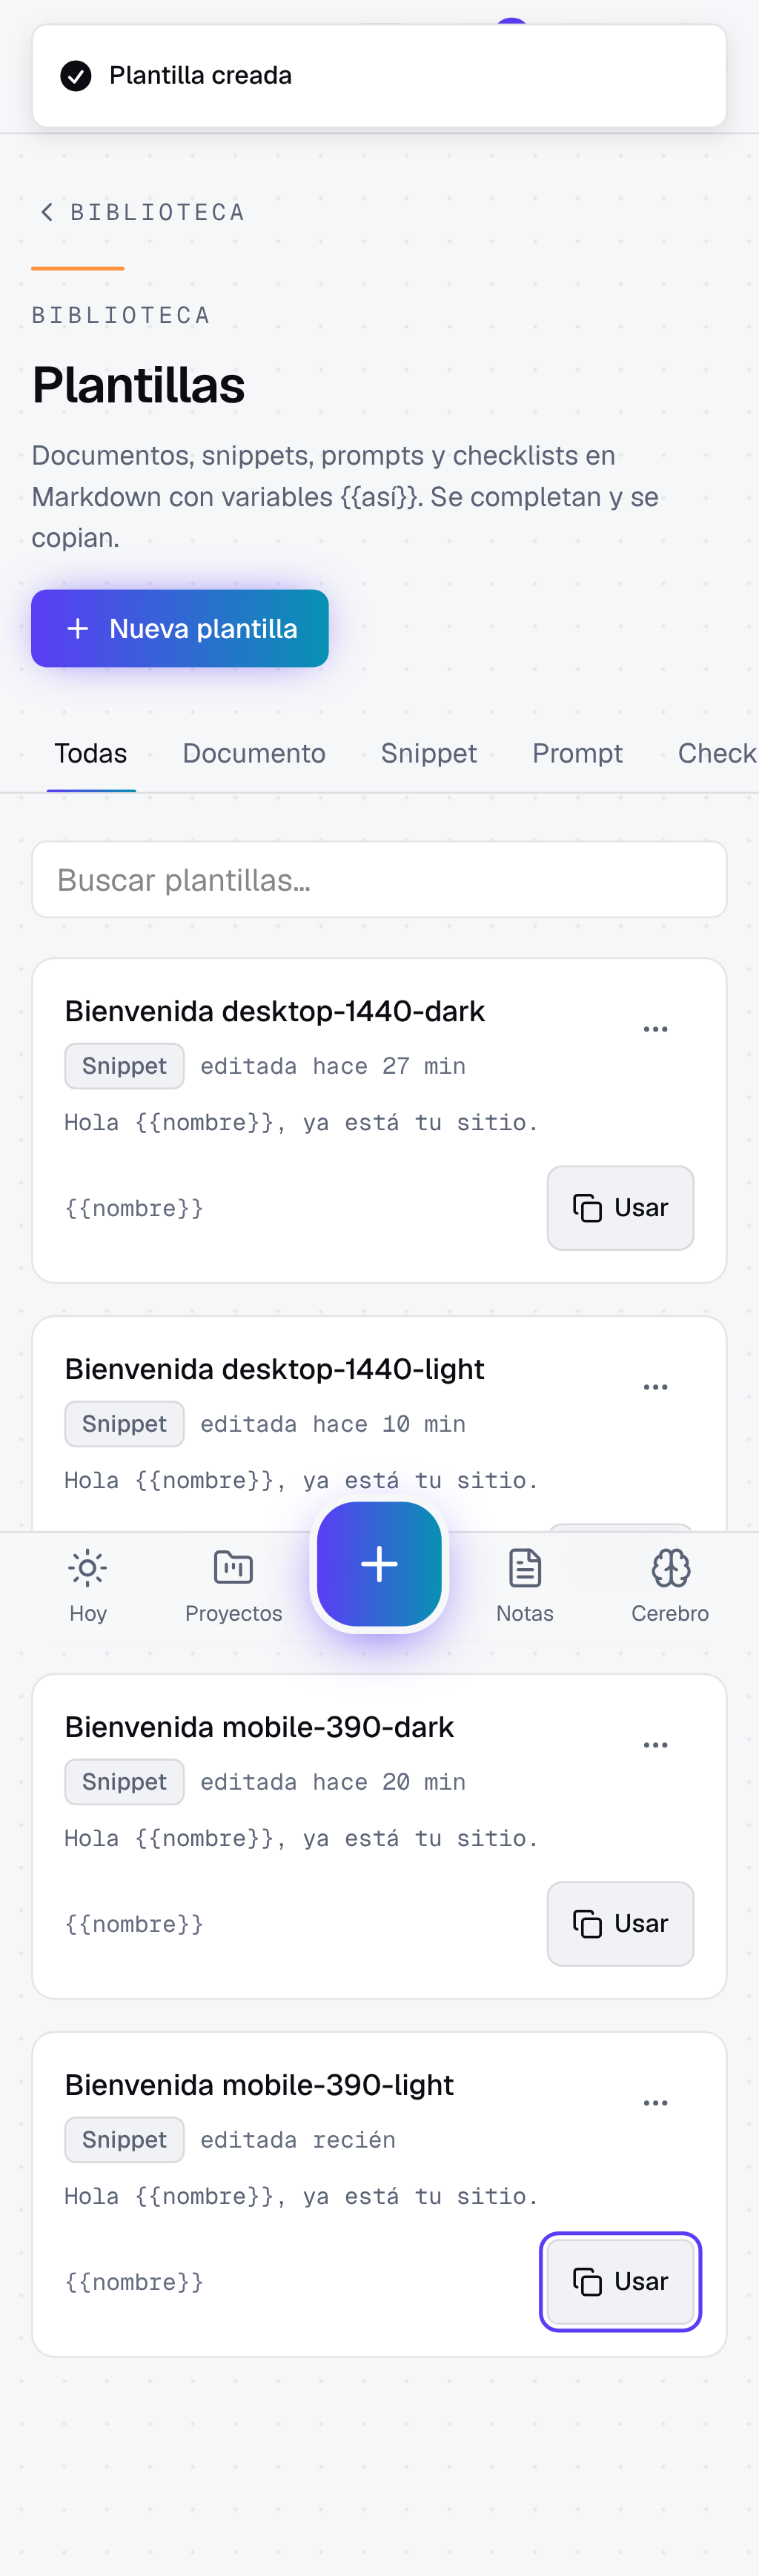 Plantilla creada
BIBLIOTECA
BIBLIOTECA
Plantillas
Documentos, snippets, prompts y checklists en
Markdown con variables {{así}}. Se completan y se
copian.
Nueva plantilla
Todas Documento Snippet Prompt Check
Buscar plantillas...
Bienvenida desktop-1440-dark
Snippet editada hace 27 min
Hola {{nombre}}, ya está tu sitio.
{{nombre}} Usar
Bienvenida desktop-1440-light
Snippet editada hace 10 min
Hola {{nombre}}, ya está tu sitio.
Hoy Proyectos Notas Cerebro
Bienvenida mobile-390-dark
Snippet editada hace 20 min
Hola {{nombre}}, ya está tu sitio.
{{nombre}} Usar
Bienvenida mobile-390-light
Snippet editada recién
Hola {{nombre}}, ya está tu sitio.
{{nombre}} Usar